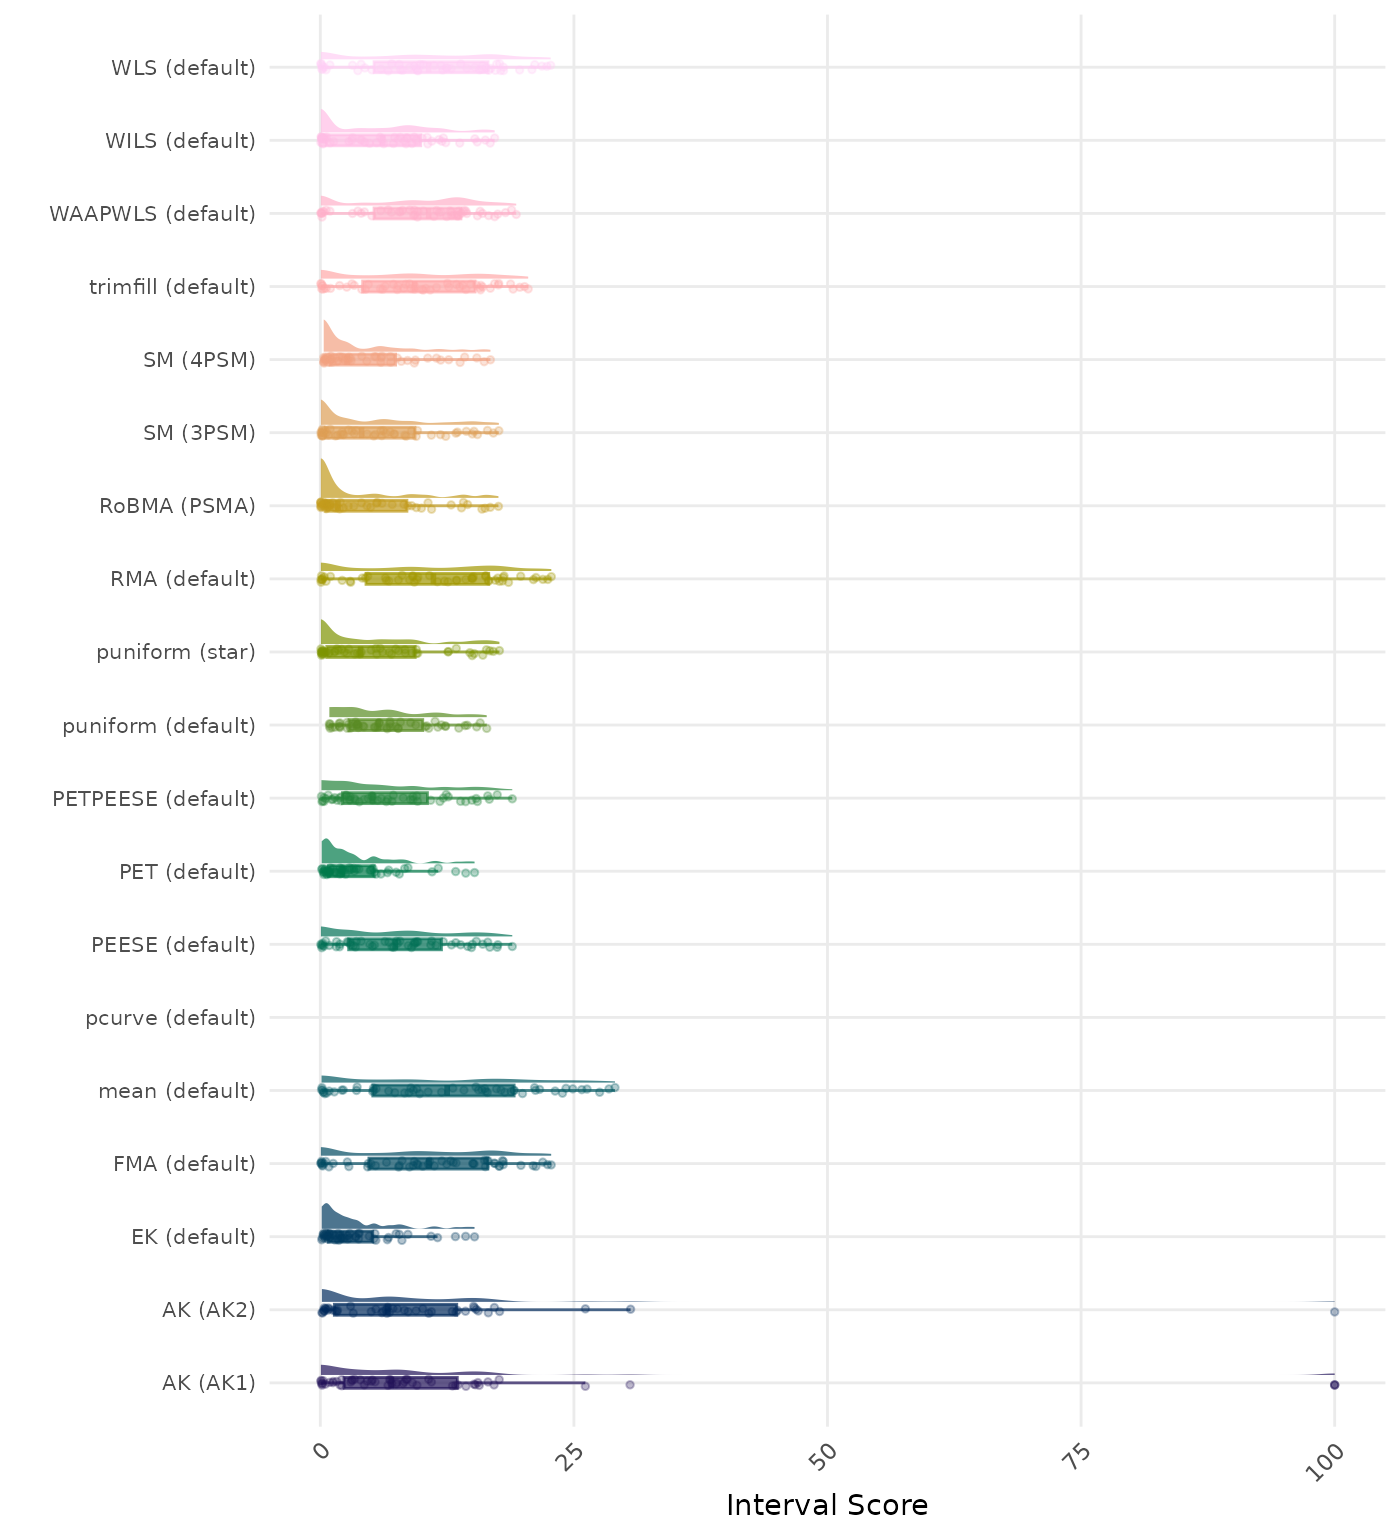 WLS (default)
WILS (default)
WAAPWLS (default)
trimfill (default)
SM (4PSM)
SM (3PSM)
RoBMA (PSMA)
RMA (default)
puniform (star)
puniform (default)
PETPEESE (default)
PET (default)
PEESE (default)
pcurve (default)
mean (default)
FMA (default)
EK (default)
AK (AK2)
AK (AK1)
0 25 50 75 100
Interval Score